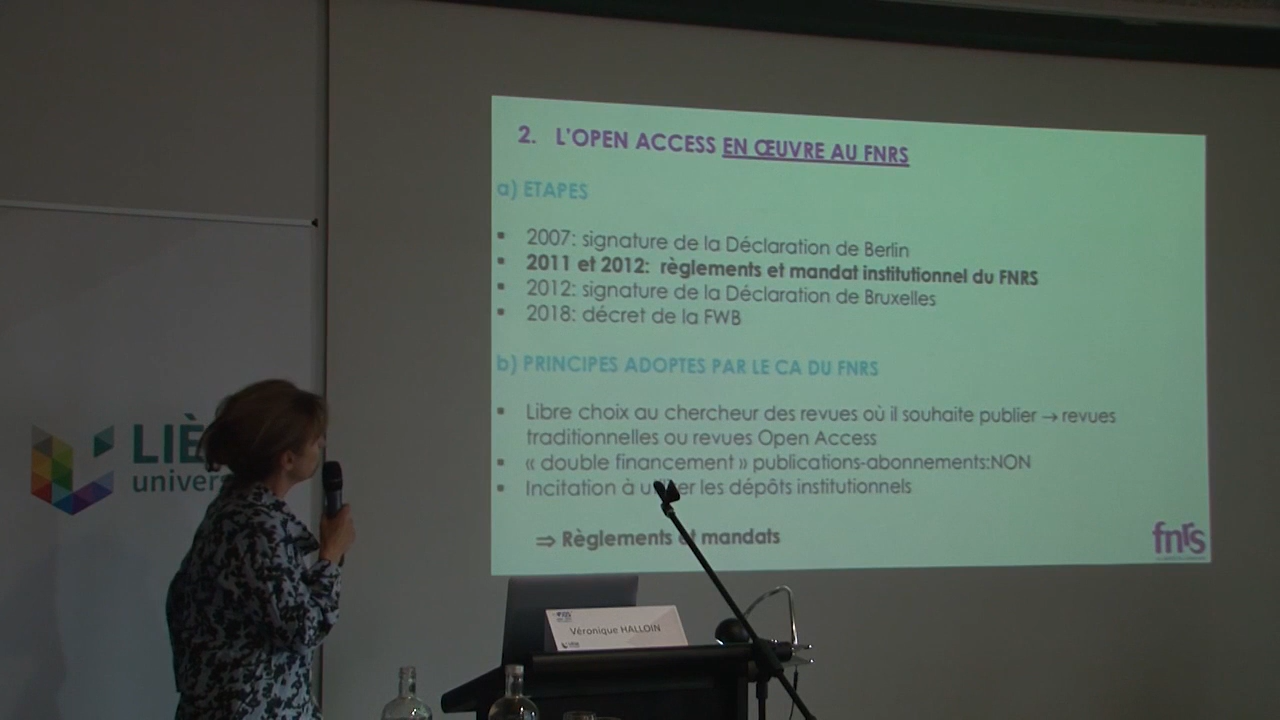 2. L'OPEN ACCESS EN ŒUVRE AU FNRS
a) ETAPES
▪ 2007: signature de la Déclaration de Berlin
▪ 2011 et 2012: règlements et mandat institutionnel du FNRS
▪ 2012: signature de la Déclaration de Bruxelles
▪ 2018: décret de la FWB
b) PRINCIPES ADOPTES PAR LE CA DU FNRS
▪ Libre choix au chercheur des revues où il souhaite publier → revues
traditionnelles ou revues Open Access
▪ « double financement » publications-abonnements:NON
▪ Incitation à utiliser les dépôts institutionnels
⇒ Règlements et mandats
fnrs
LIÈ
univers
Véronique HALLOIN